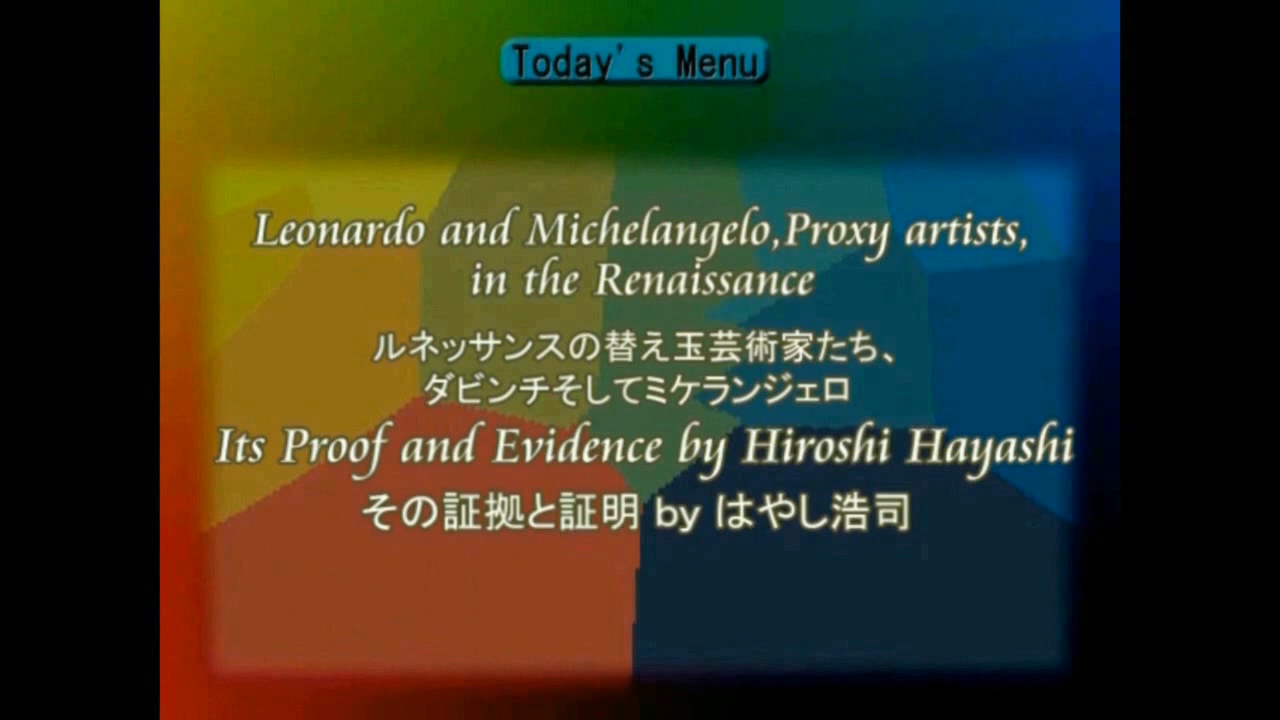 Today's Menu
Leonardo and Michelangelo,Proxy artists,
in the Renaissance
ルネッサンスの替え玉芸術家たち、
ダビンチそしてミケランジェロ
Its Proof and Evidence by Hiroshi Hayashi
その証拠と証明 by はやし浩司